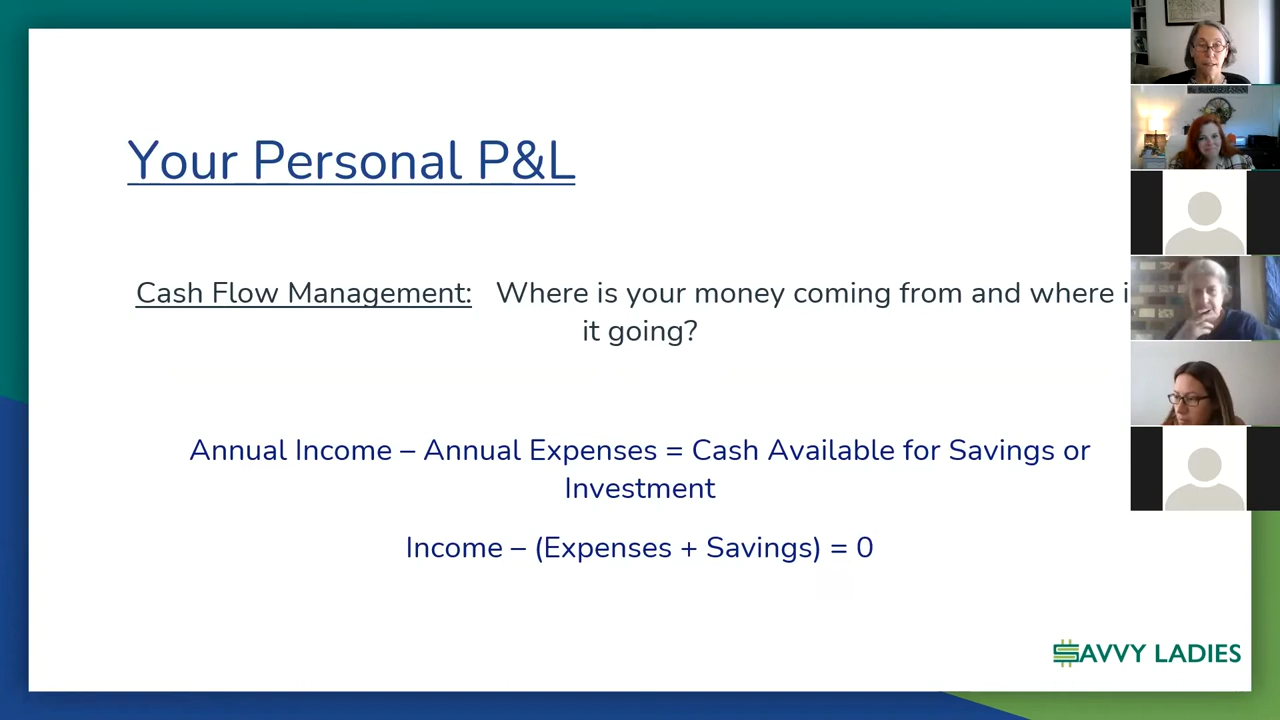 Your Personal P&L
Cash Flow Management: Where is your money coming from and where i
it going?
Annual Income – Annual Expenses = Cash Available for Savings or
Investment
Income – (Expenses + Savings) = 0
SAVVY LADIES